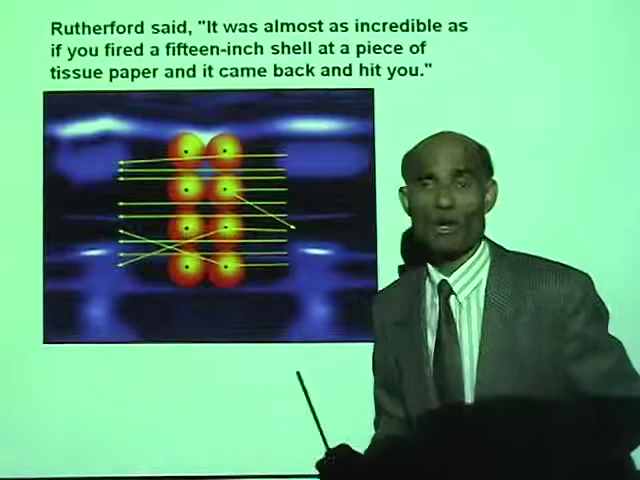 Rutherford said, "It was almost as incredible as
if you fired a fifteen-inch shell at a piece of
tissue paper and it came back and hit you."